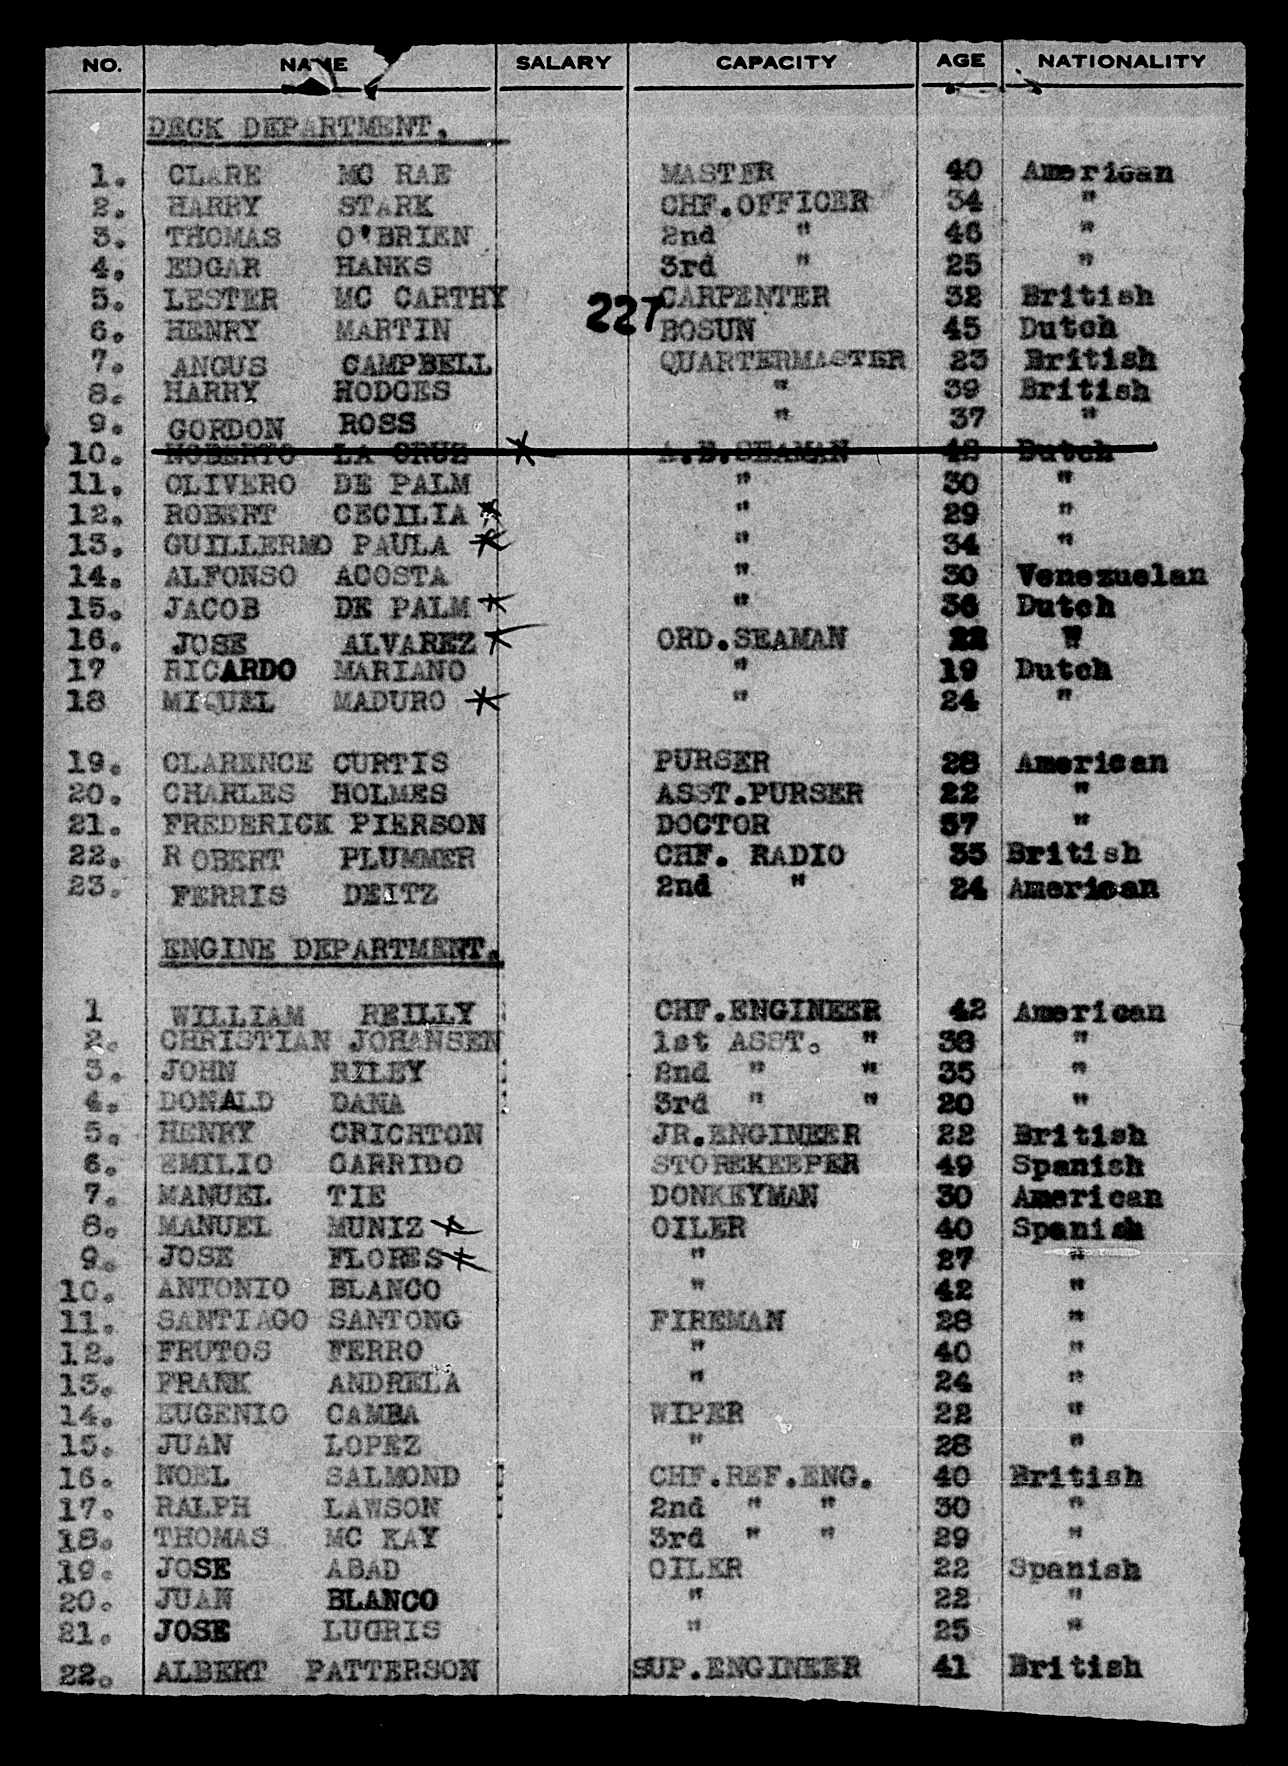 NO. NAME SALARY CAPACITY AGE NATIONALITY
DECK DEPARTMENT.
1. CLARK MC RAE MASTER 40 American
2. HARRY STARK CHF.OFFICER 34 "
3. THOMAS O'BRIEN 2nd " 46 "
4. EDGAR HANKS 3rd " 25 "
5. LESTER MC CARTHY CARPENTER 32 British
227
6. HENRY MARTIN BOSUN 45 Dutch
7. ANGUS CAMPBELL QUARTERMASTER 23 British
8. HARRY HODGES " 39 British
9. GORDON ROSS " 37 "
10. ROBERTO LA CRUZ A.B.SEAMAN 48 Dutch
11. OLIVERO DE PALM " 30 "
12. ROBERT CECILIA " 29 "
13. GUILLERMO PAULA " 34 "
14. ALFONSO ACOSTA " 30 Venezuelan
15. JACOB DE PALM " 36 Dutch
16. JOSE ALVAREZ ORD.SEAMAN 22 "
17 RICARDO MARIANO " 19 Dutch
18 MIQUEL MADURO " 24 "
19. CLARENCE CURTIS PURSER 28 American
20. CHARLES HOLMES ASST.PURSER 22 "
21. FREDERICK PIERSON DOCTOR 57 "
22. R OBERT PLUMMER CHF. RADIO 35 British
23. FERRIS DEITZ 2nd " 24 American
ENGINE DEPARTMENT.
1 WILLIAM REILLY CHF.ENGINEER 42 American
2. CHRISTIAN JOHANSEN 1st ASST. " 38 "
3. JOHN RILEY 2nd " " 35 "
4. DONALD DANA 3rd " " 20 "
5. HENRY CRICHTON JR.ENGINEER 22 British
6. EMILIO GARRIDO STOREKEEPER 49 Spanish
7. MANUEL TIE DONKEYMAN 30 American
8. MANUEL MUNIZ OILER 40 Spanish
9. JOSE FLORES " 27 "
10. ANTONIO BLANCO " 42 "
11. SANTIAGO SANTONG FIREMAN 28 "
12. FRUTOS FERRO " 40 "
13. FRANK ANDRELA " 24 "
14. EUGENIO CAMBA WIPER 22 "
15. JUAN LOPEZ " 28 "
16. NOEL SALMOND CHF.REF.ENG. 40 British
17. RALPH LAWSON 2nd " " 30 "
18. THOMAS MC KAY 3rd " " 29 "
19. JOSE ABAD OILER 22 Spanish
20. JUAN BLANCO " 22 "
21. JOSE LUGRIS " 25 "
22. ALBERT PATTERSON SUP.ENGINEER 41 British